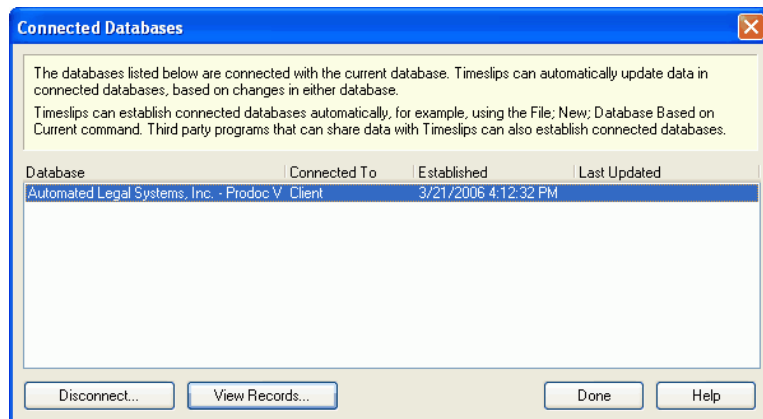 Connected Databases
The databases listed below are connected with the current database. Timeslips can automatically update data in
connected databases, based on changes in either database.
Timeslips can establish connected databases automatically, for example, using the File; New; Database Based on
Current command. Third party programs that can share data with Timeslips can also establish connected databases.
Database Connected To Established Last Updated
Automated Legal Systems, Inc. - Prodoc V Client 3/21/2006 4:12:32 PM
Disconnect... View Records... Done Help